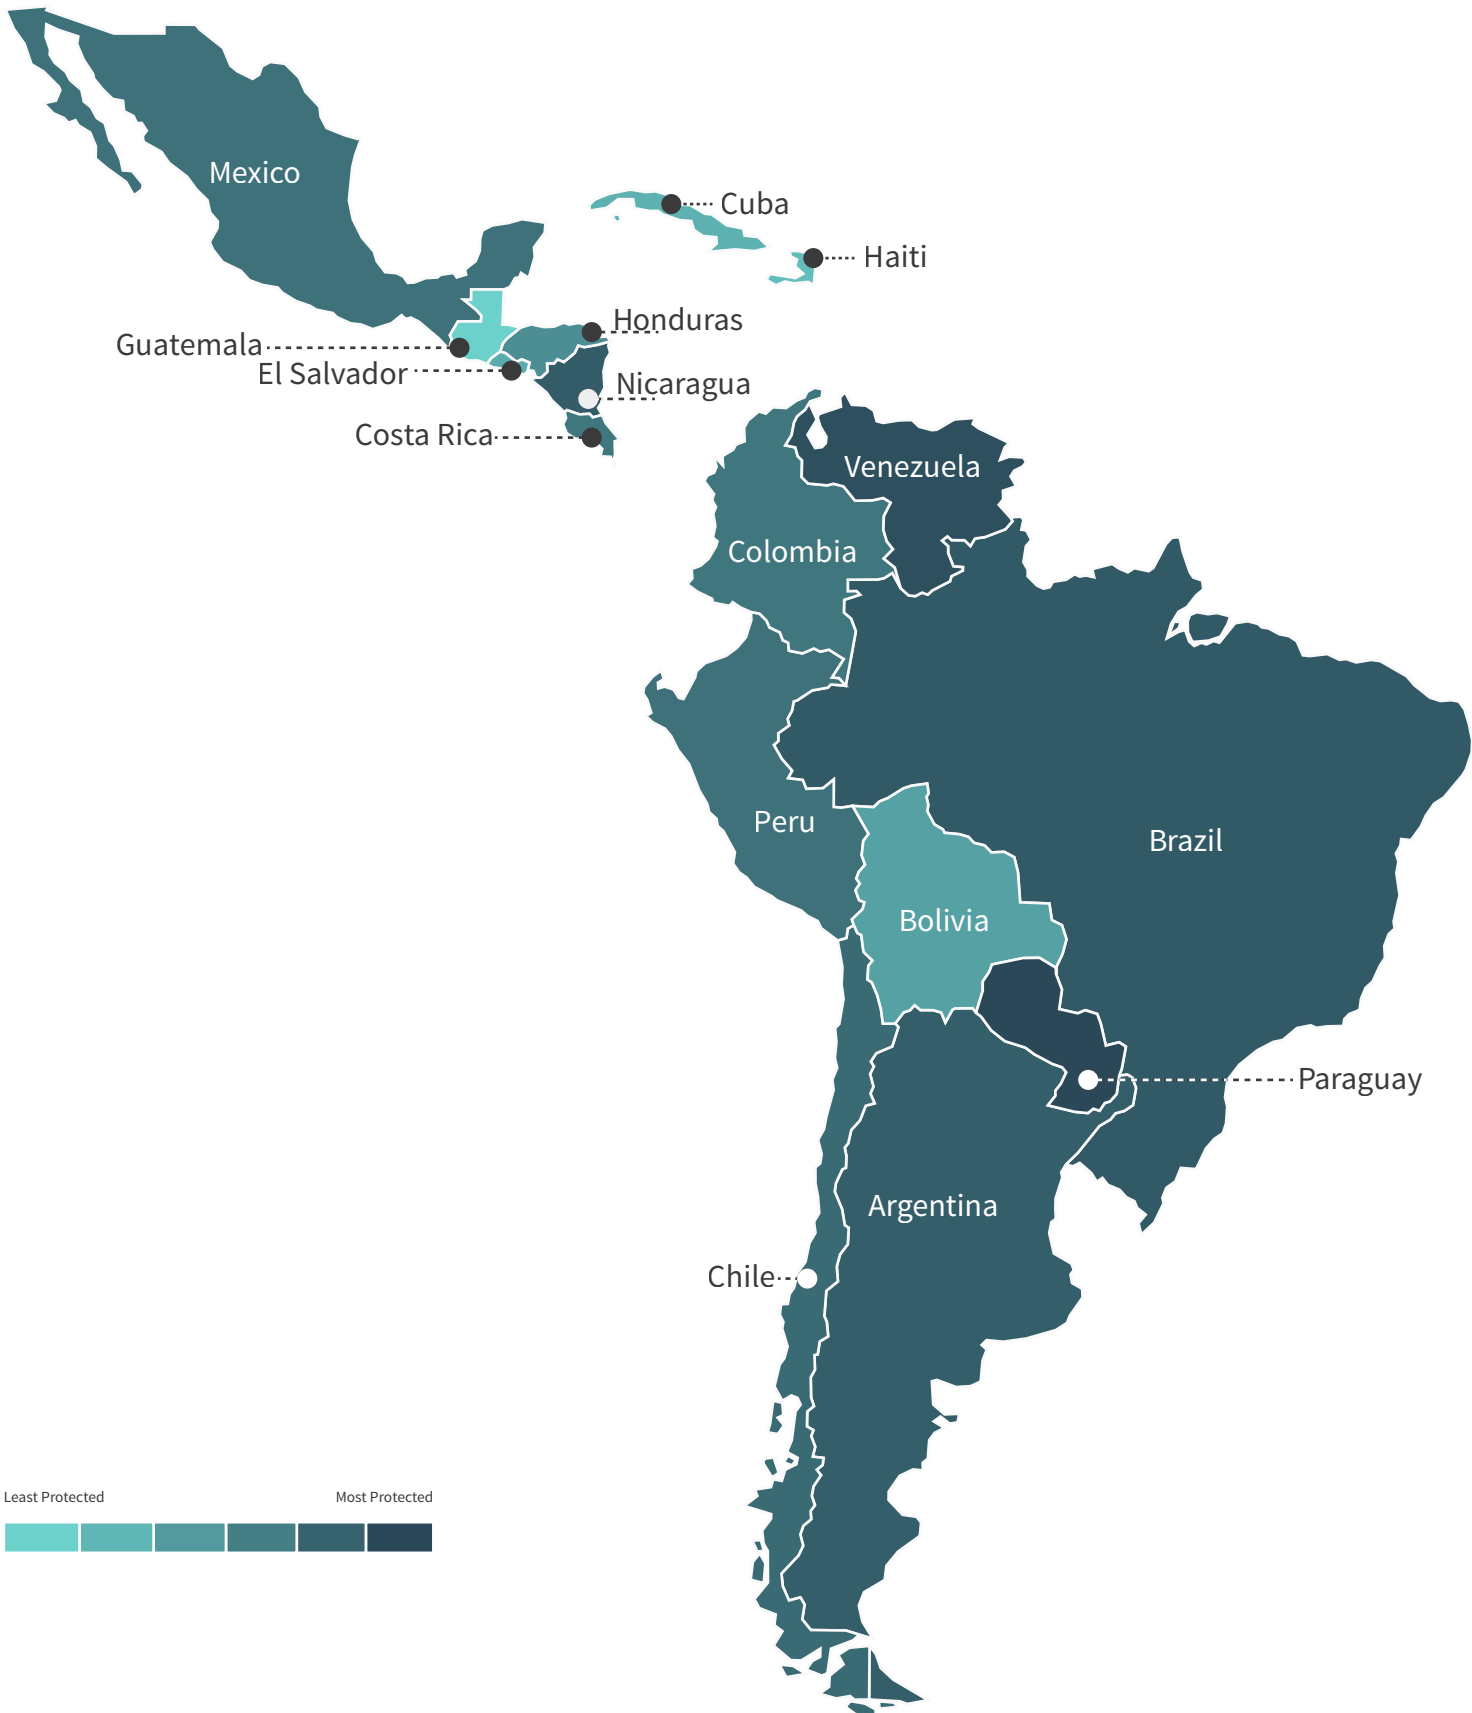 Mexico
Cuba
Haiti
Honduras
Guatemala
El Salvador
Nicaragua
Costa Rica
Venezuela
Colombia
Peru
Brazil
Bolivia
Paraguay
Argentina
Chile
Least Protected
Most Protected